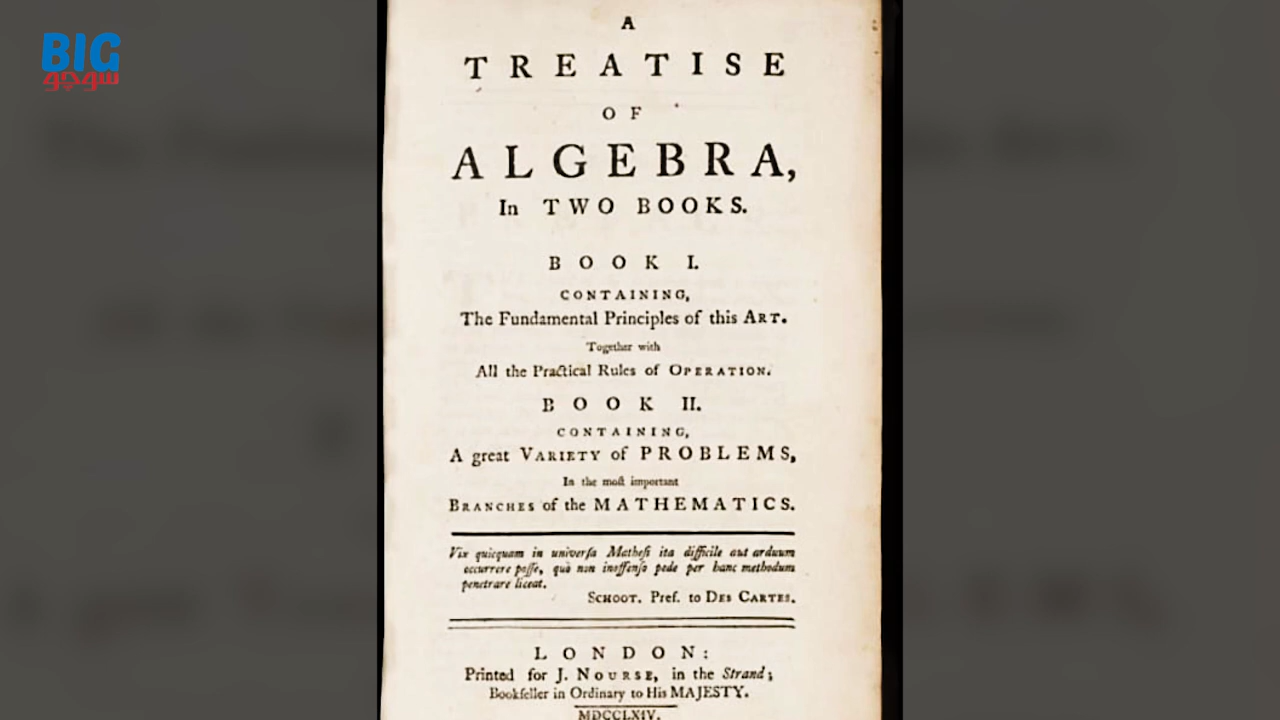 BIG
سوچو
A
TREATISE
OF
ALGEBRA,
In TWO BOOKS.
BOOK I.
CONTAINING,
The Fundamental Principles of this ART.
Together with
All the Practical Rules of OPERATION.
BOOK II.
CONTAINING,
A great VARIETY of PROBLEMS,
In the moſt important
BRANCHES of the MATHEMATICS.
Vix quicquam in univerſa Matheſi ita difficile aut arduum
occurrere poſſe, quò non inoffenſo pede per hanc methodum
penetrare liceat.
SCHOOT. Pref. to DES CARTES.
LONDON:
Printed for J. NOURSE, in the Strand;
Bookſeller in Ordinary to His MAJESTY.
MDCCLXIV.